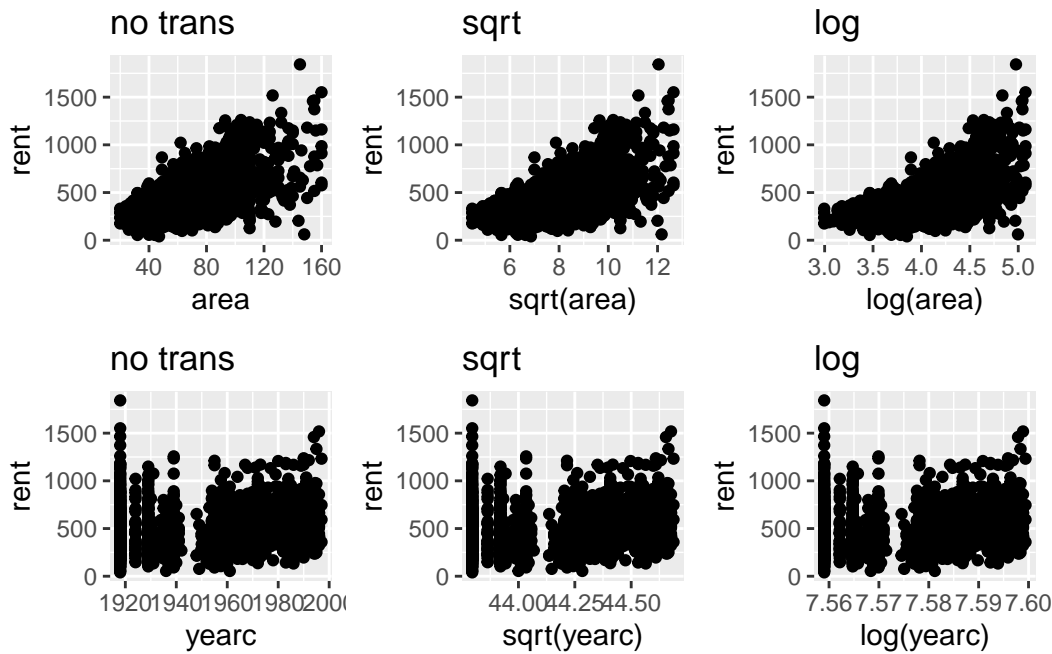 no trans
sqrt
log
rent
1500
1000
500
0
40
80
120
160
area
rent
1500
1000
500
0
6
8
10
12
sqrt(area)
rent
1500
1000
500
0
3.0
3.5
4.0
4.5
5.0
log(area)
no trans
sqrt
log
rent
1500
1000
500
0
1920
1940
1960
1980
yearc
rent
1500
1000
500
0
44.00
44.25
44.50
sqrt(yearc)
rent
1500
1000
500
0
7.56
7.57
7.58
7.59
7.60
log(yearc)